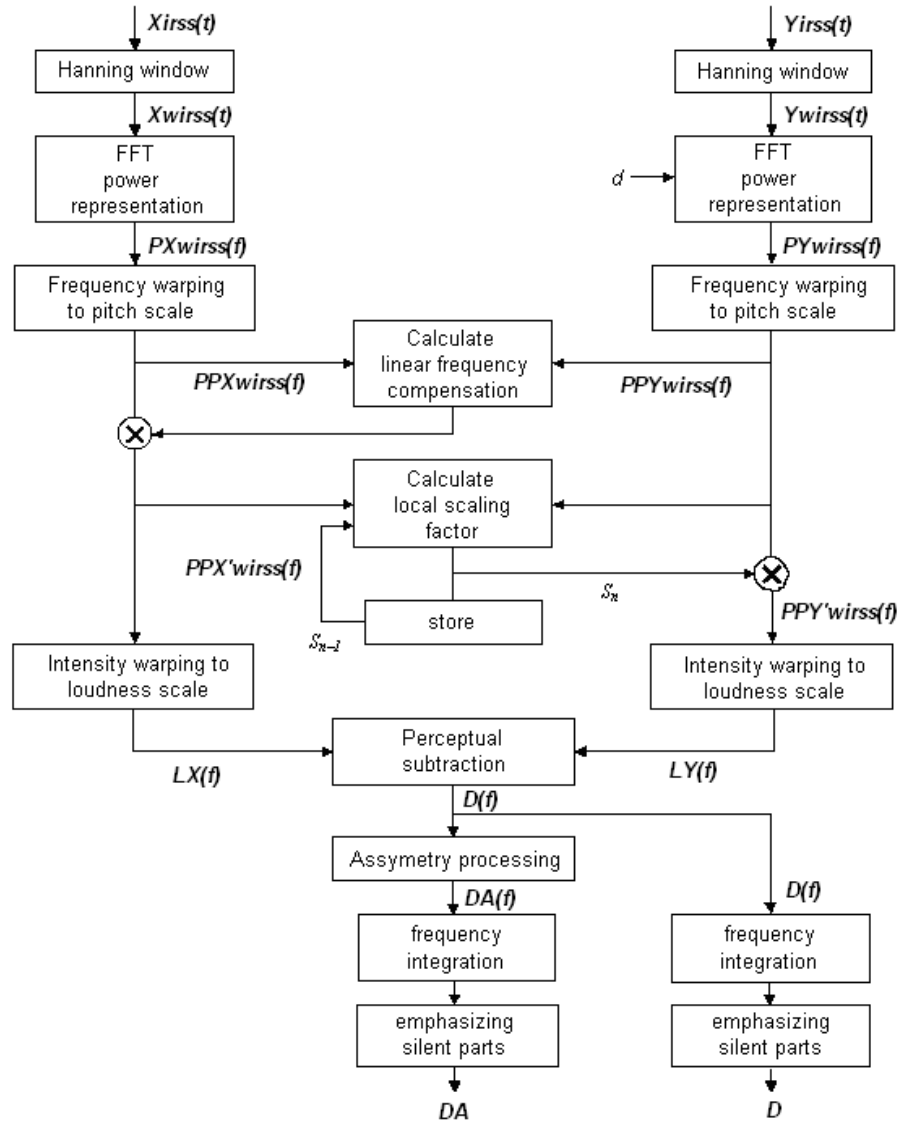 Xirss(t)
Yirss(t)
Hanning window
Hanning window
Xwirss(t)
Ywirss(t)
FFT
power
representation
d
FFT
power
representation
PXwirss(f)
PYwirss(f)
Frequency warping
to pitch scale
Frequency warping
to pitch scale
Calculate
linear frequency
compensation
PPXwirss(f)
PPYwirss(f)
Calculate
local scaling
factor
PPX'wirss(f)
Sn
PPY'wirss(f)
Sn-1
store
Intensity warping to
loudness scale
Intensity warping to
loudness scale
Perceptual
subtraction
LX(f)
LY(f)
D(f)
Assymetry processing
DA(f)
D(f)
frequency
integration
frequency
integration
emphasizing
silent parts
emphasizing
silent parts
DA
D